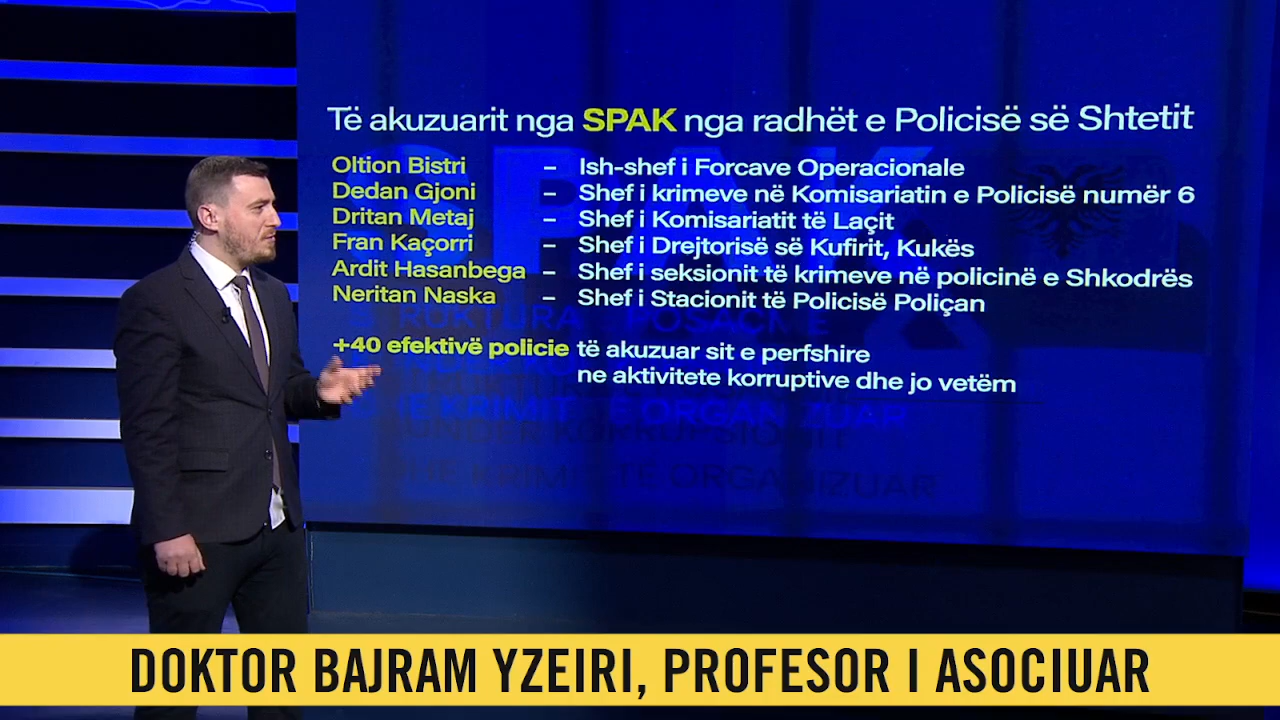 Të akuzuarit nga SPAK nga radhët e Policisë së Shtetit
Oltion Bistri – Ish-shef i Forcave Operacionale
Dedan Gjoni – Shef i krimeve në Komisariatin e Policisë numër 6
Dritan Metaj – Shef i Komisariatit të Laçit
Fran Kaçorri – Shef i Drejtorisë së Kufirit, Kukës
Ardit Hasanbega – Shef i seksionit të krimeve në policinë e Shkodrës
Neritan Naska – Shef i Stacionit të Policisë Poliçan
+40 efektivë policie të akuzuar sit e perfshire
ne aktivitete korruptive dhe jo vetëm
DOKTOR BAJRAM YZEIRI, PROFESOR I ASOCIUAR